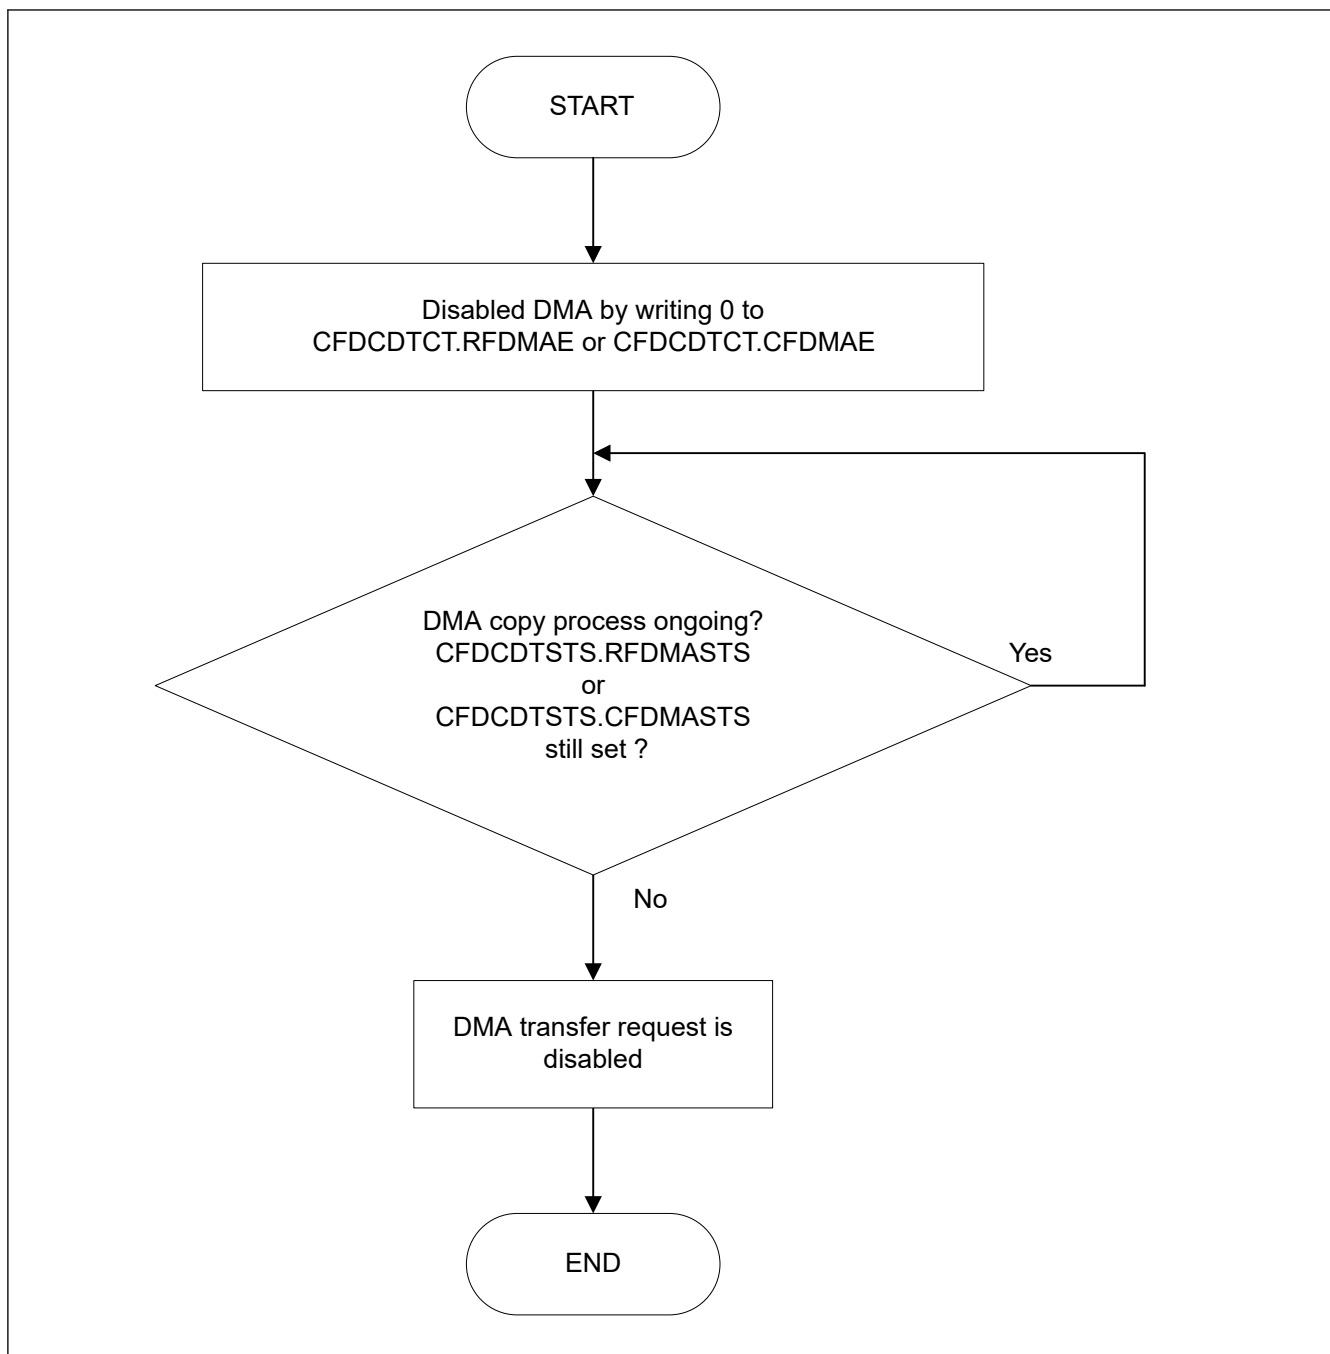 START
Disabled DMA by writing 0 to
CFDCDTCT.RFDMAE or CFDCDTCT.CFDMAE
DMA copy process ongoing?
CFDCDTSTS.RFDMASTS
or
CFDCDTSTS.CFDMASTS
still set ?
Yes
No
DMA transfer request is
disabled
END